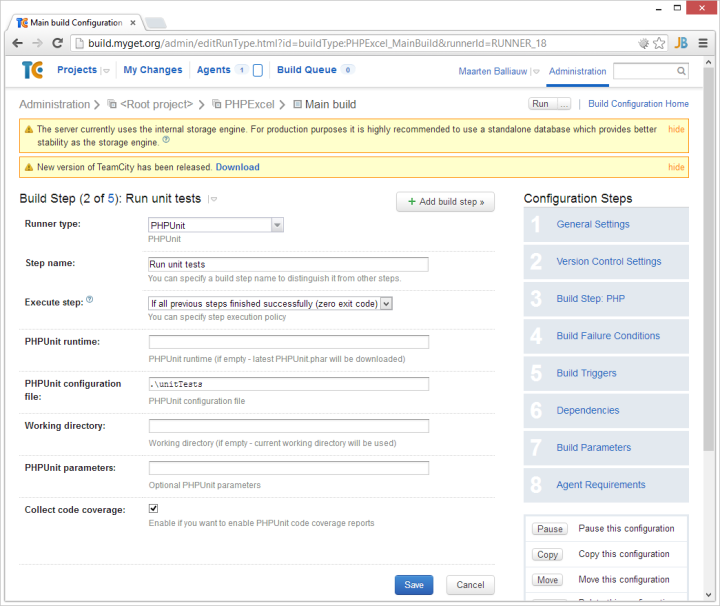 Main build Configuration
build.myget.org/admin/editRunType.html?id=buildType:PHPExcel_MainBuild&runnerId=RUNNER_18
TC Projects My Changes Agents 1 Build Queue 0 Maarten Balliauw Administration
Administration > <Root project> > PHPExcel > Main build Run ... | Build Configuration Home
The server currently uses the internal storage engine. For production purposes it is highly recommended to use a standalone database which provides better hide
stability as the storage engine. ?
New version of TeamCity has been released. Download hide
Build Step (2 of 5): Run unit tests
+ Add build step »
Runner type: PHPUnit
PHPUnit
Step name: Run unit tests
You can specify a build step name to distinguish it from other steps.
Execute step: ? If all previous steps finished successfully (zero exit code)
You can specify step execution policy
PHPUnit runtime:
PHPUnit runtime (if empty - latest PHPUnit.phar will be downloaded)
PHPUnit configuration .\unitTests
file:
PHPUnit configuration file
Working directory:
Working directory (if empty - current working directory will be used)
PHPUnit parameters:
Optional PHPUnit parameters
Collect code coverage:
Enable if you want to enable PHPUnit code coverage reports
Save Cancel
Configuration Steps
1 General Settings
2 Version Control Settings
3 Build Step: PHP
4 Build Failure Conditions
5 Build Triggers
6 Dependencies
7 Build Parameters
8 Agent Requirements
Pause Pause this configuration
Copy Copy this configuration
Move Move this configuration